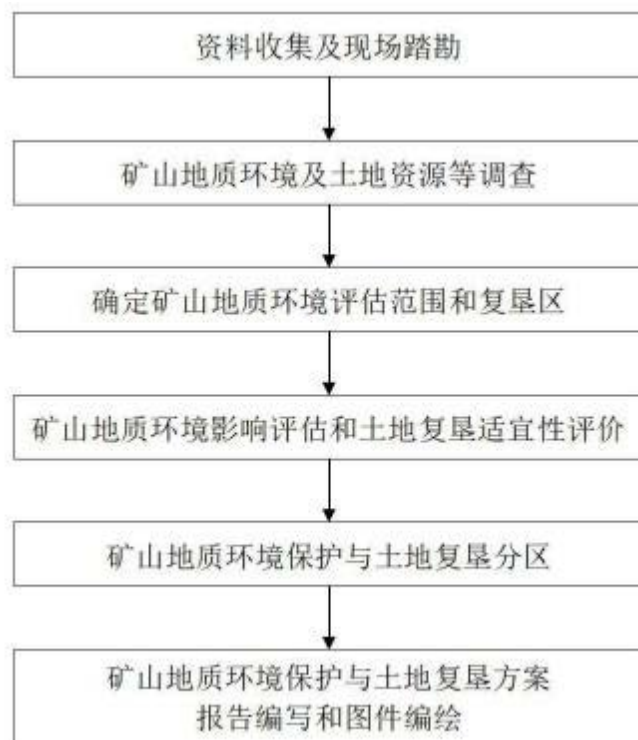 资料收集及现场踏勘
矿山地质环境及土地资源等调查
确定矿山地质环境评估范围和复垦区
矿山地质环境影响评估和土地复垦适宜性评价
矿山地质环境保护与土地复垦分区
矿山地质环境保护与土地复垦方案
报告编写和图件编绘